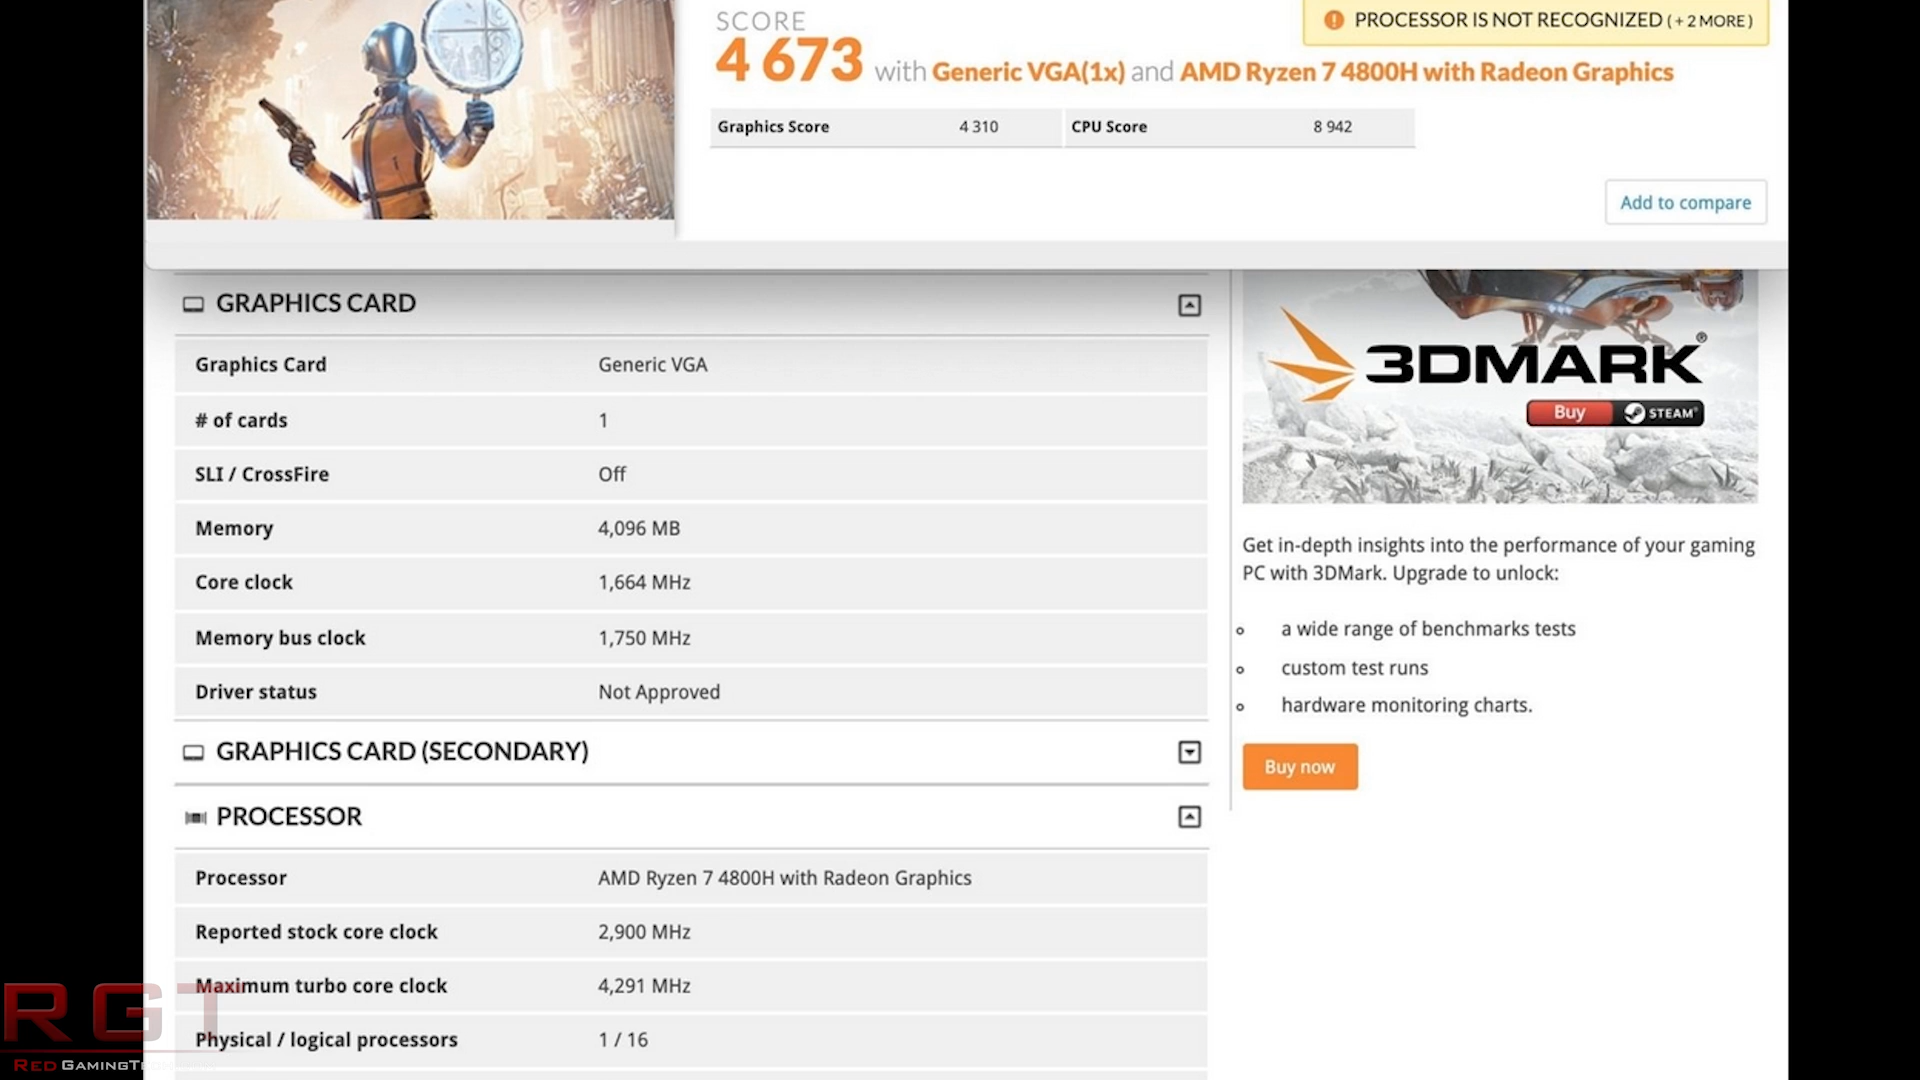 SCORE
4 673 with Generic VGA(1x) and AMD Ryzen 7 4800H with Radeon Graphics
PROCESSOR IS NOT RECOGNIZED ( + 2 MORE )
Graphics Score 4 310 CPU Score 8 942
Add to compare
GRAPHICS CARD
Graphics Card Generic VGA
# of cards 1
SLI / CrossFire Off
Memory 4,096 MB
Core clock 1,664 MHz
Memory bus clock 1,750 MHz
Driver status Not Approved
GRAPHICS CARD (SECONDARY)
PROCESSOR
Processor AMD Ryzen 7 4800H with Radeon Graphics
Reported stock core clock 2,900 MHz
Maximum turbo core clock 4,291 MHz
Physical / logical processors 1 / 16
3DMARK®
Buy STEAM®
Get in-depth insights into the performance of your gaming
PC with 3DMark. Upgrade to unlock:
a wide range of benchmarks tests
custom test runs
hardware monitoring charts.
Buy now
RGT
RED GAMINGTE